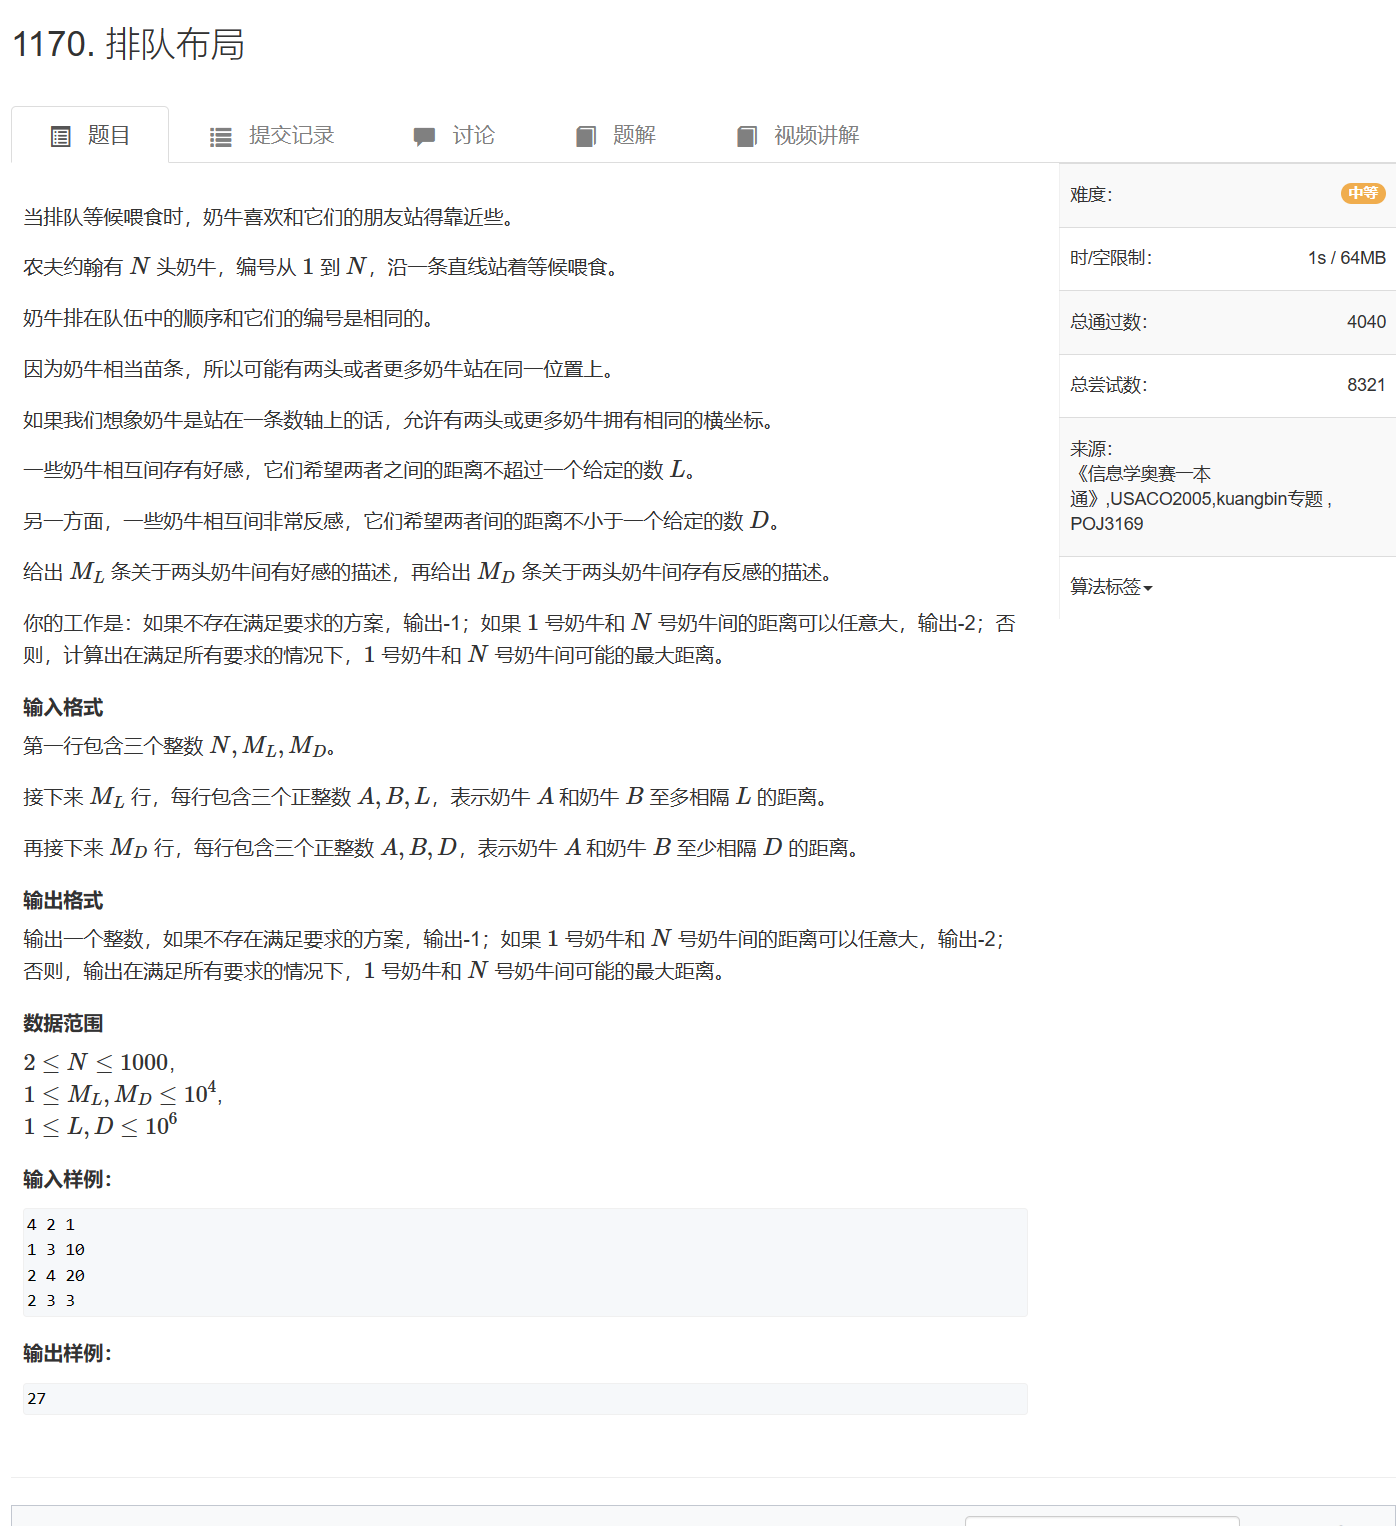 1170. 排队布局
题目
提交记录
讨论
题解
视频讲解
当排队等候喂食时，奶牛喜欢和它们的朋友站得靠近些。
农夫约翰有 N 头奶牛，编号从 1 到 N，沿一条直线站着等候喂食。
奶牛排在队伍中的顺序和它们的编号是相同的。
因为奶牛相当苗条，所以可能有两头或者更多奶牛站在同一位置上。
如果我们想象奶牛是站在一条数轴上的话，允许有两头或更多奶牛拥有相同的横坐标。
一些奶牛相互间存有好感，它们希望两者之间的距离不超过一个给定的数 L。
另一方面，一些奶牛相互间非常反感，它们希望两者间的距离不小于一个给定的数 D。
给出 M_L 条关于两头奶牛间有好感的描述，再给出 M_D 条关于两头奶牛间存有反感的描述。
你的工作是：如果不存在满足要求的方案，输出-1；如果 1 号奶牛和 N 号奶牛间的距离可以任意大，输出-2；否
则，计算出在满足所有要求的情况下，1 号奶牛和 N 号奶牛间可能的最大距离。
输入格式
第一行包含三个整数 N, M_L, M_D。
接下来 M_L 行，每行包含三个正整数 A, B, L，表示奶牛 A 和奶牛 B 至多相隔 L 的距离。
再接下来 M_D 行，每行包含三个正整数 A, B, D，表示奶牛 A 和奶牛 B 至少相隔 D 的距离。
输出格式
输出一个整数，如果不存在满足要求的方案，输出-1；如果 1 号奶牛和 N 号奶牛间的距离可以任意大，输出-2；
否则，输出在满足所有要求的情况下，1 号奶牛和 N 号奶牛间可能的最大距离。
数据范围
2 ≤ N ≤ 1000,
1 ≤ M_L, M_D ≤ 10^4,
1 ≤ L, D ≤ 10^6
输入样例：
4 2 1
1 3 10
2 4 20
2 3 3
输出样例：
27
难度：
中等
时/空限制：
1s / 64MB
总通过数：
4040
总尝试数：
8321
来源：
《信息学奥赛一本
通》,USACO2005,kuangbin专题 ,
POJ3169
算法标签